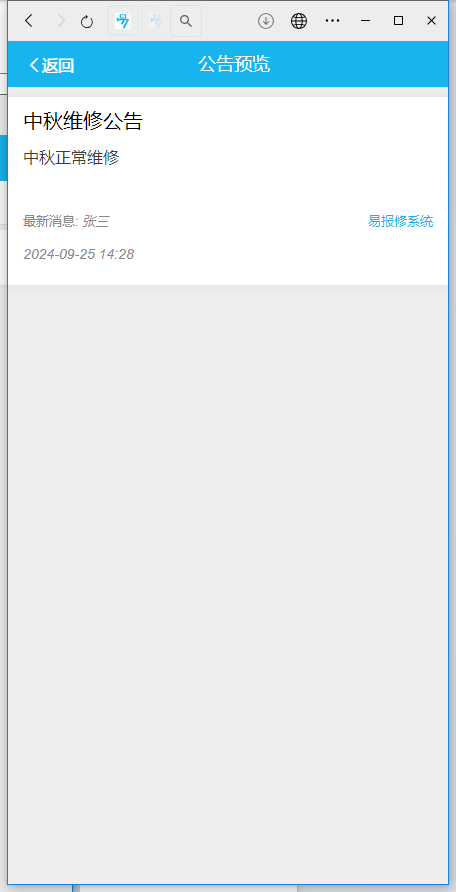 返回
公告预览
中秋维修公告
中秋正常维修
最新消息: 张三
易报修系统
2024-09-25 14:28